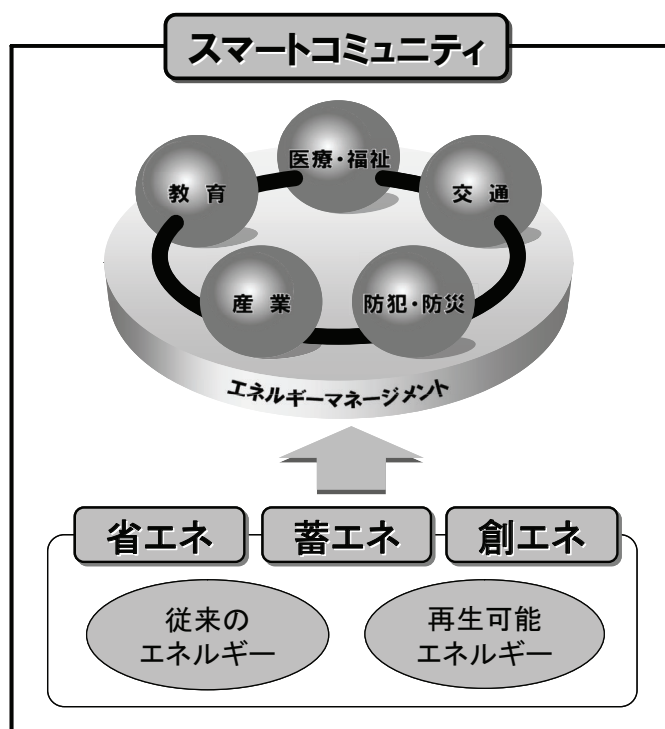 スマートコミュニティ
医療・福祉
教育
交通
産業
防犯・防災
エネルギーマネージメント
省エネ
蓄エネ
創エネ
従来の
エネルギー
再生可能
エネルギー